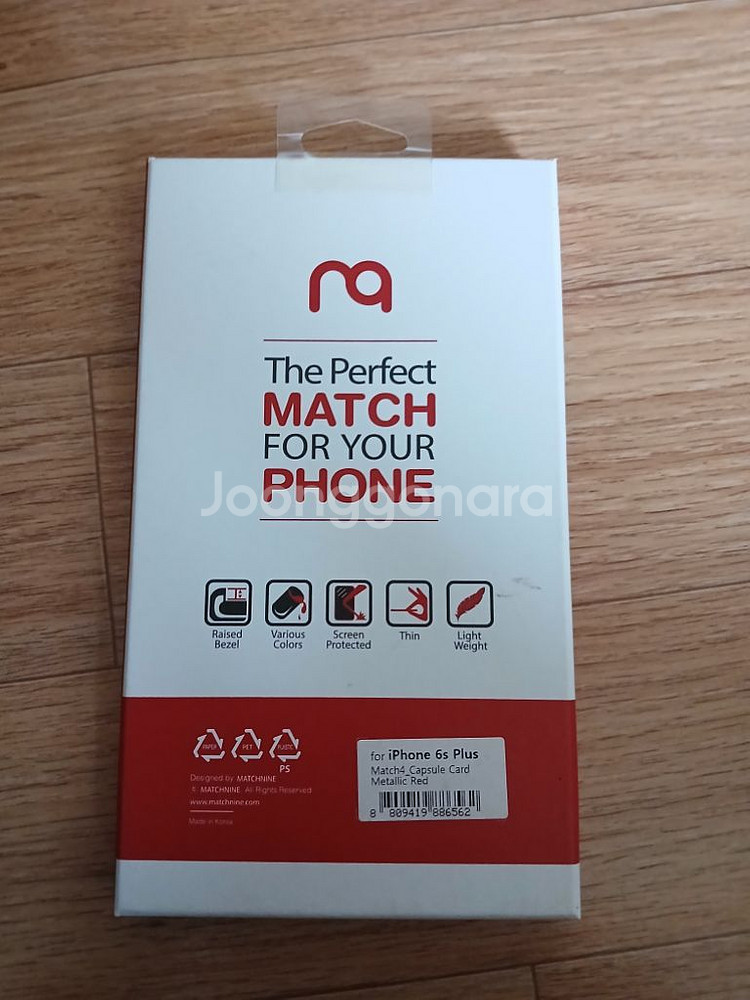 The Perfect
MATCH
FOR YOUR
PHONE
Joonggonara
Raised
Bezel
Various
Colors
Screen
Protected
Thin
Light
Weight
PAPER
PET
PLASTIC
PS
Designed by MATCHNINE
MATCHNINE. All Rights Reserved
www.matchnine.com
Made in Korea
for iPhone 6s Plus
Match4_Capsule Card
Metallic Red
8 809419 886562